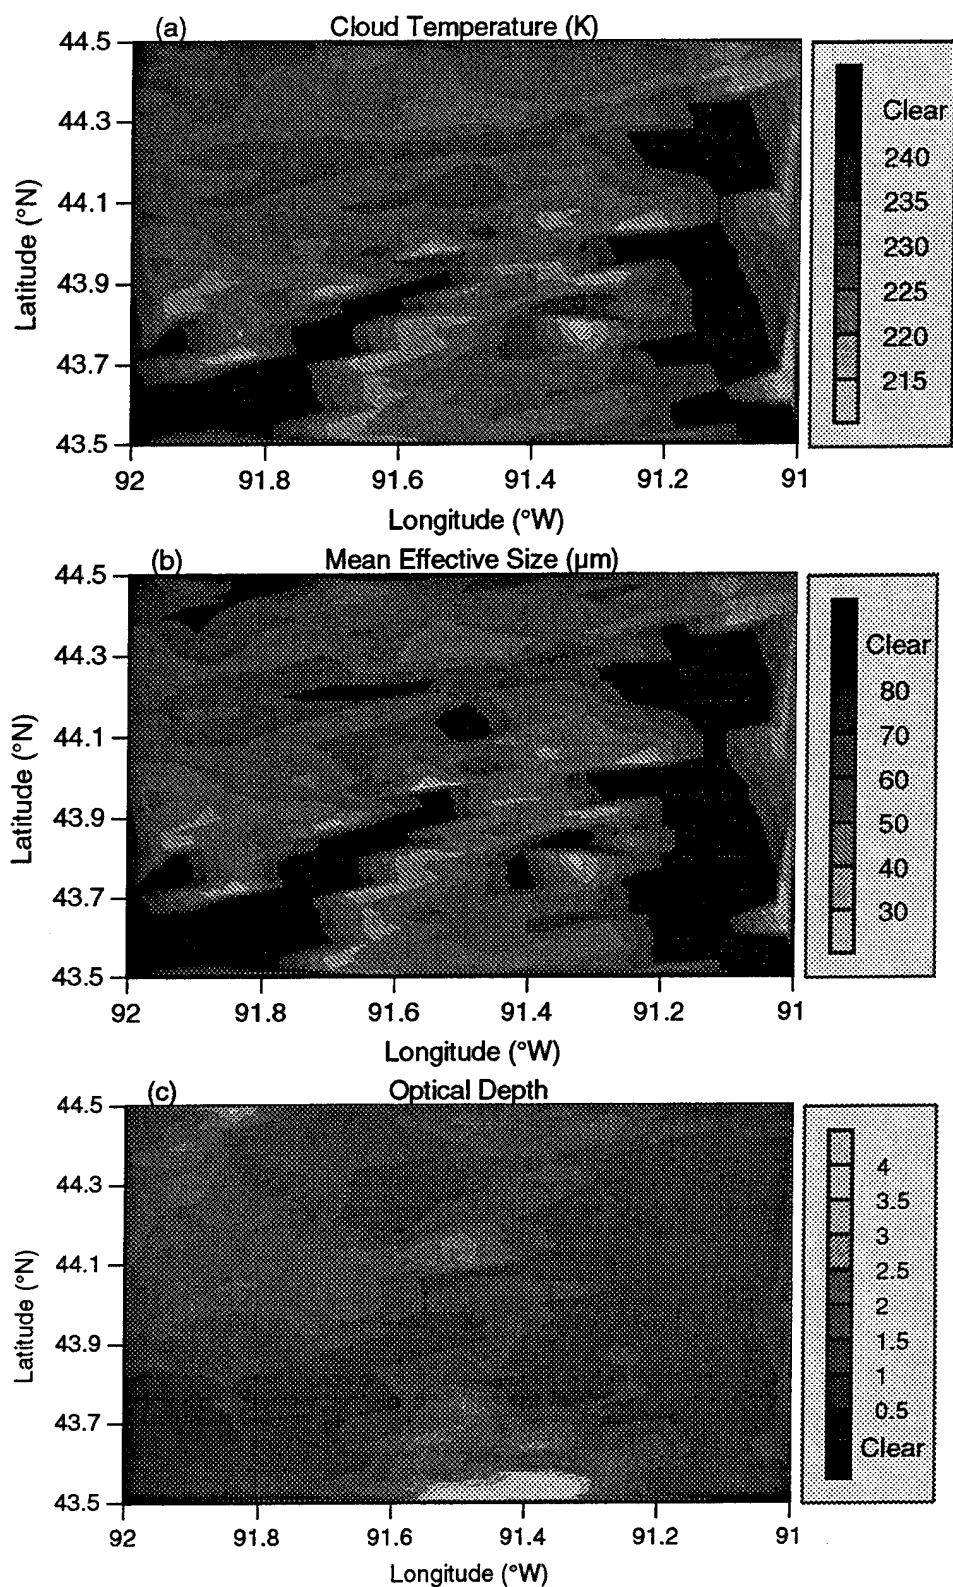 (a) Cloud Temperature (K)
44.5
44.3
44.1
43.9
43.7
43.5
Latitude (°N)
92 91.8 91.6 91.4 91.2 91
Longitude (°W)
Clear
240
235
230
225
220
215
(b) Mean Effective Size (µm)
44.5
44.3
44.1
43.9
43.7
43.5
Latitude (°N)
92 91.8 91.6 91.4 91.2 91
Longitude (°W)
Clear
80
70
60
50
40
30
(c) Optical Depth
44.5
44.3
44.1
43.9
43.7
43.5
Latitude (°N)
92 91.8 91.6 91.4 91.2 91
Longitude (°W)
4
3.5
3
2.5
2
1.5
1
0.5
Clear